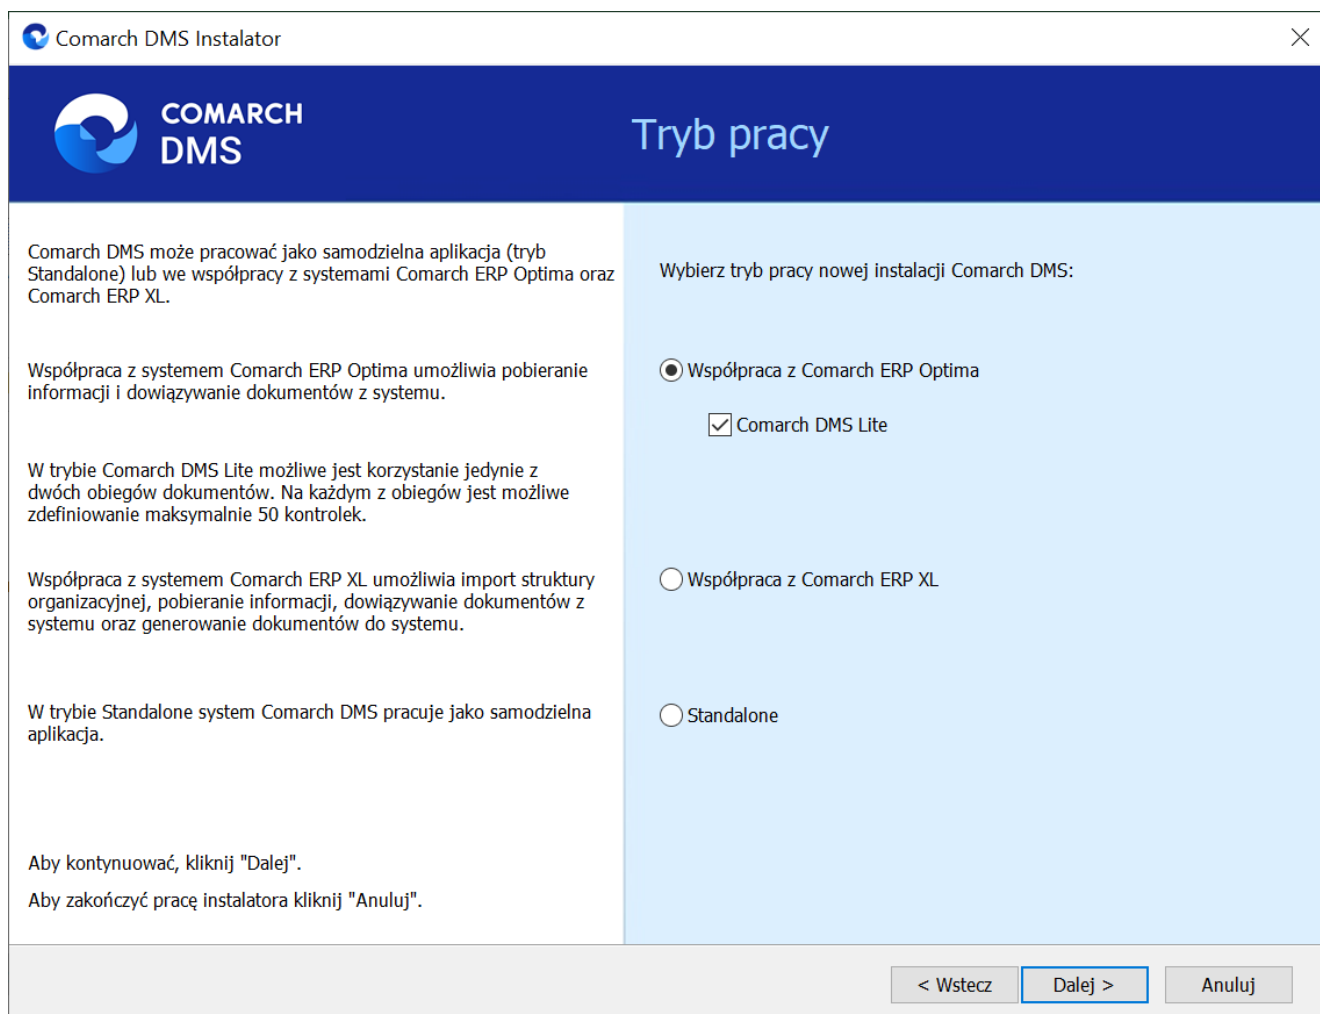 Comarch DMS Instalator
COMARCH
DMS
Tryb pracy
Comarch DMS może pracować jako samodzielna aplikacja (tryb
Standalone) lub we współpracy z systemami Comarch ERP Optima oraz
Comarch ERP XL.
Współpraca z systemem Comarch ERP Optima umożliwia pobieranie
informacji i dowiązywanie dokumentów z systemu.
W trybie Comarch DMS Lite możliwe jest korzystanie jedynie z
dwóch obiegów dokumentów. Na każdym z obiegów jest możliwe
zdefiniowanie maksymalnie 50 kontrolek.
Współpraca z systemem Comarch ERP XL umożliwia import struktury
organizacyjnej, pobieranie informacji, dowiązywanie dokumentów z
systemu oraz generowanie dokumentów do systemu.
W trybie Standalone system Comarch DMS pracuje jako samodzielna
aplikacja.
Aby kontynuować, kliknij "Dalej".
Aby zakończyć pracę instalatora kliknij "Anuluj".
Wybierz tryb pracy nowej instalacji Comarch DMS:
Współpraca z Comarch ERP Optima
Comarch DMS Lite
Współpraca z Comarch ERP XL
Standalone
< Wstecz
Dalej >
Anuluj